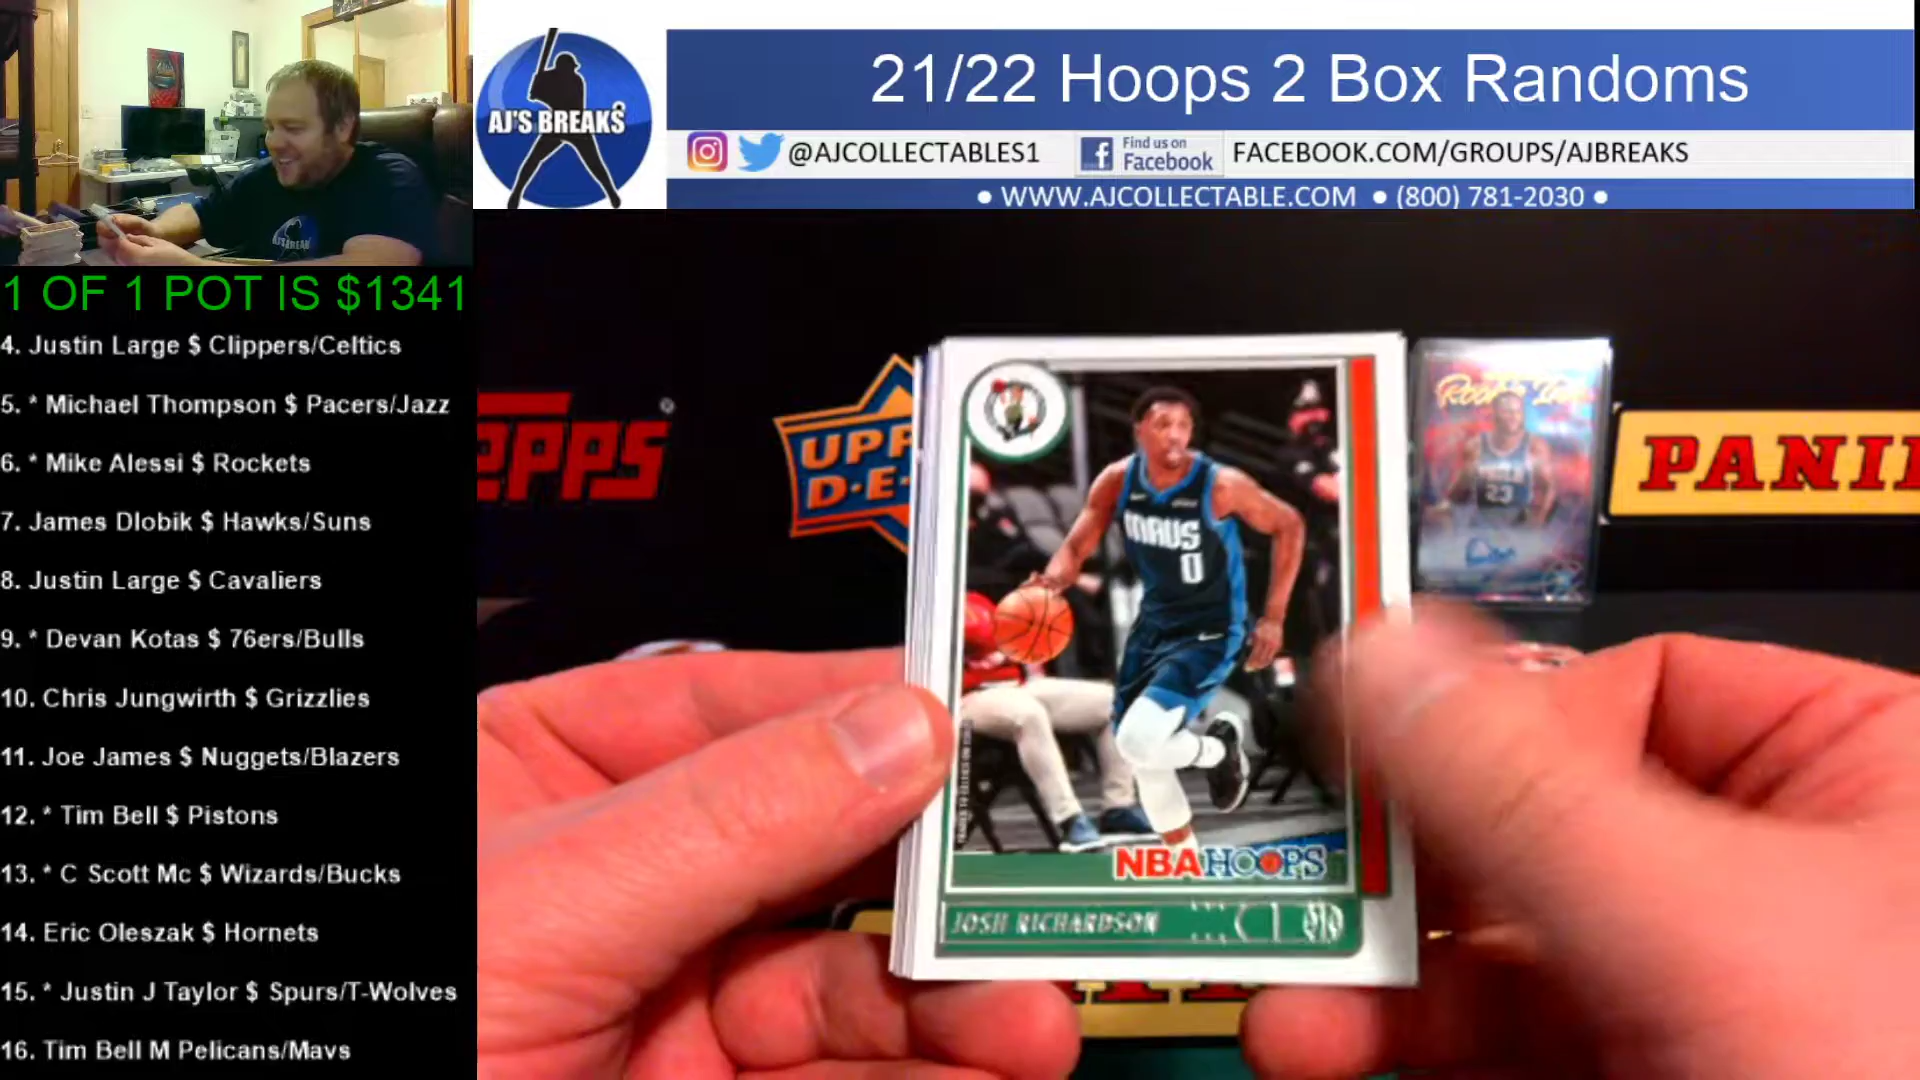 21/22 Hoops 2 Box Randoms
AJ'S BREAKS
@AJCOLLECTABLES1
Find us on
Facebook
FACEBOOK.COM/GROUPS/AJBREAKS
● WWW.AJCOLLECTABLE.COM ● (800) 781-2030 ●
1 OF 1 POT IS $1341
4. Justin Large $ Clippers/Celtics
5. * Michael Thompson $ Pacers/Jazz
6. * Mike Alessi $ Rockets
7. James Dlobik $ Hawks/Suns
8. Justin Large $ Cavaliers
9. * Devan Kotas $ 76ers/Bulls
10. Chris Jungwirth $ Grizzlies
11. Joe James $ Nuggets/Blazers
12. * Tim Bell $ Pistons
13. * C Scott Mc $ Wizards/Bucks
14. Eric Oleszak $ Hornets
15. * Justin J Taylor $ Spurs/T-Wolves
16. Tim Bell M Pelicans/Mavs
OPPS
UPP
D·E
PANI
23
MAVS
0
NBA HOOPS
JOSH RICHARDSON